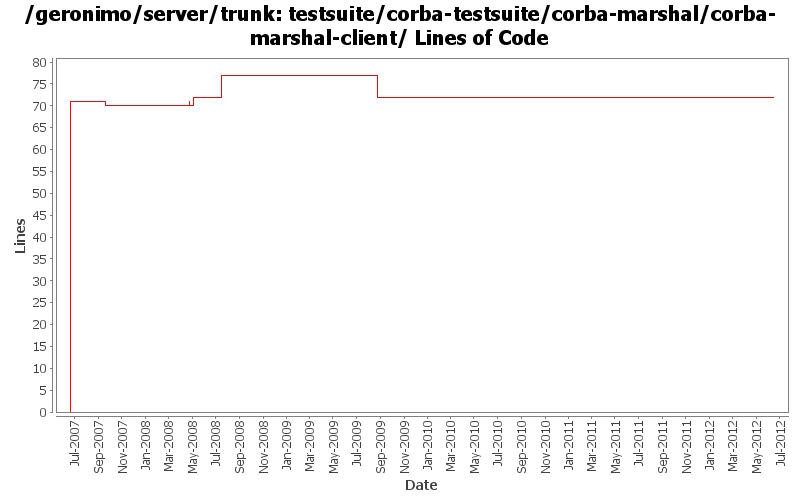 /geronimo/server/trunk: testsuite/corba-testsuite/corba-marshal/corba-
marshal-client/ Lines of Code
80
75
70
65
60
55
50
45
40
35
30
25
20
15
10
5
0
Lines
Jul-2007
Sep-2007
Nov-2007
Jan-2008
Mar-2008
May-2008
Jul-2008
Sep-2008
Nov-2008
Jan-2009
Mar-2009
May-2009
Jul-2009
Sep-2009
Nov-2009
Jan-2010
Mar-2010
May-2010
Jul-2010
Sep-2010
Nov-2010
Jan-2011
Mar-2011
May-2011
Jul-2011
Sep-2011
Nov-2011
Jan-2012
Mar-2012
May-2012
Jul-2012
Date